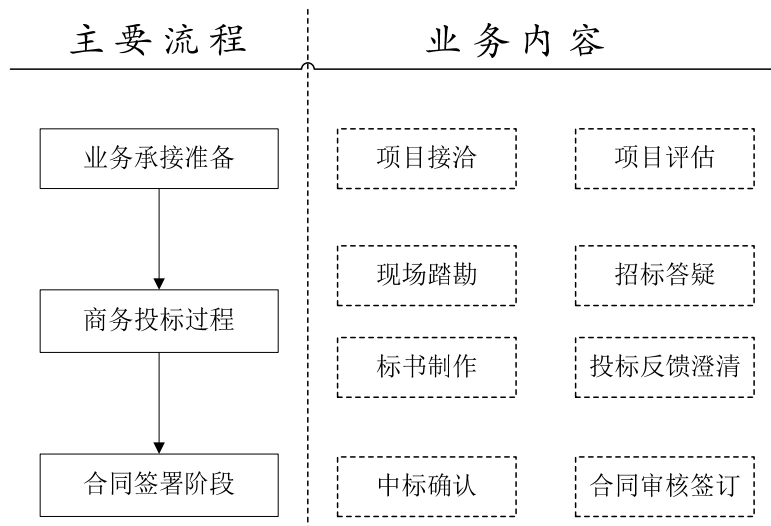 主要流程 业务内容
业务承接准备 项目接洽 项目评估
现场踏勘 招标答疑
商务投标过程
标书制作 投标反馈澄清
合同签署阶段 中标确认 合同审核签订